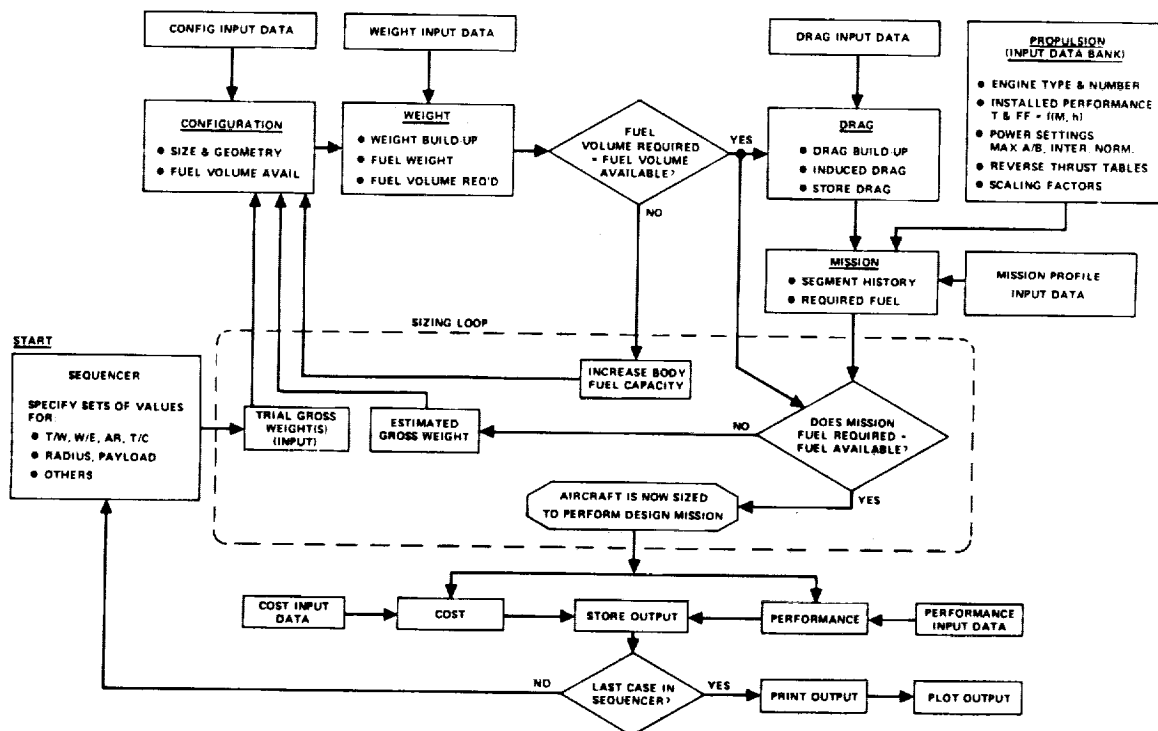 CONFIG INPUT DATA
WEIGHT INPUT DATA
DRAG INPUT DATA
PROPULSION
(INPUT DATA BANK)
● ENGINE TYPE & NUMBER
● INSTALLED PERFORMANCE
T & FF = f(M, h)
● POWER SETTINGS
MAX A/B, INTER. NORM.
● REVERSE THRUST TABLES
● SCALING FACTORS
CONFIGURATION
● SIZE & GEOMETRY
● FUEL VOLUME AVAIL
WEIGHT
● WEIGHT BUILD-UP
● FUEL WEIGHT
● FUEL VOLUME REQ'D
FUEL
VOLUME REQUIRED
= FUEL VOLUME
AVAILABLE?
YES
NO
DRAG
● DRAG BUILD-UP
● INDUCED DRAG
● STORE DRAG
MISSION
● SEGMENT HISTORY
● REQUIRED FUEL
MISSION PROFILE
INPUT DATA
SIZING LOOP
START
SEQUENCER
SPECIFY SETS OF VALUES
FOR:
● T/W, W/E, AR, T/C
● RADIUS, PAYLOAD
● OTHERS
TRIAL GROSS
WEIGHT(S)
(INPUT)
ESTIMATED
GROSS WEIGHT
INCREASE BODY
FUEL CAPACITY
NO
DOES MISSION
FUEL REQUIRED =
FUEL AVAILABLE?
YES
AIRCRAFT IS NOW SIZED
TO PERFORM DESIGN MISSION
COST INPUT
DATA
COST
STORE OUTPUT
PERFORMANCE
PERFORMANCE
INPUT DATA
NO
LAST CASE IN
SEQUENCER?
YES
PRINT OUTPUT
PLOT OUTPUT